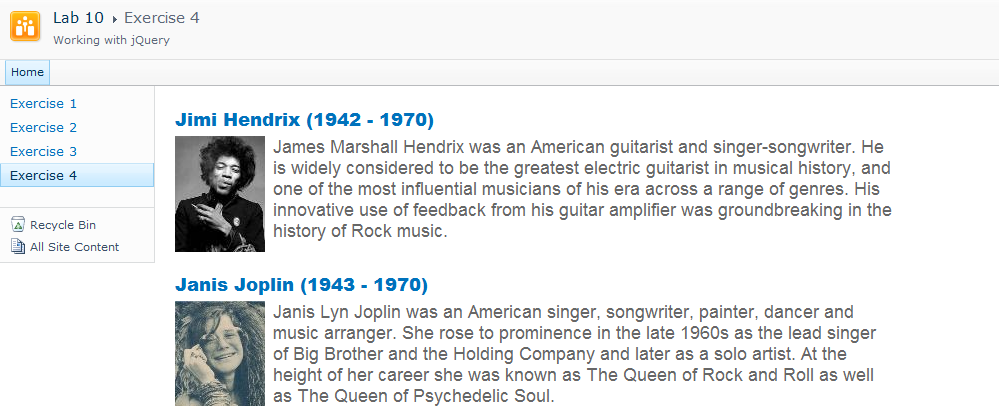 Lab 10 ▸ Exercise 4
Working with jQuery
Home
Exercise 1
Exercise 2
Exercise 3
Exercise 4
Recycle Bin
All Site Content
Jimi Hendrix (1942 - 1970)
James Marshall Hendrix was an American guitarist and singer-songwriter. He
is widely considered to be the greatest electric guitarist in musical history, and
one of the most influential musicians of his era across a range of genres. His
innovative use of feedback from his guitar amplifier was groundbreaking in the
history of Rock music.
Janis Joplin (1943 - 1970)
Janis Lyn Joplin was an American singer, songwriter, painter, dancer and
music arranger. She rose to prominence in the late 1960s as the lead singer
of Big Brother and the Holding Company and later as a solo artist. At the
height of her career she was known as The Queen of Rock and Roll as well
as The Queen of Psychedelic Soul.